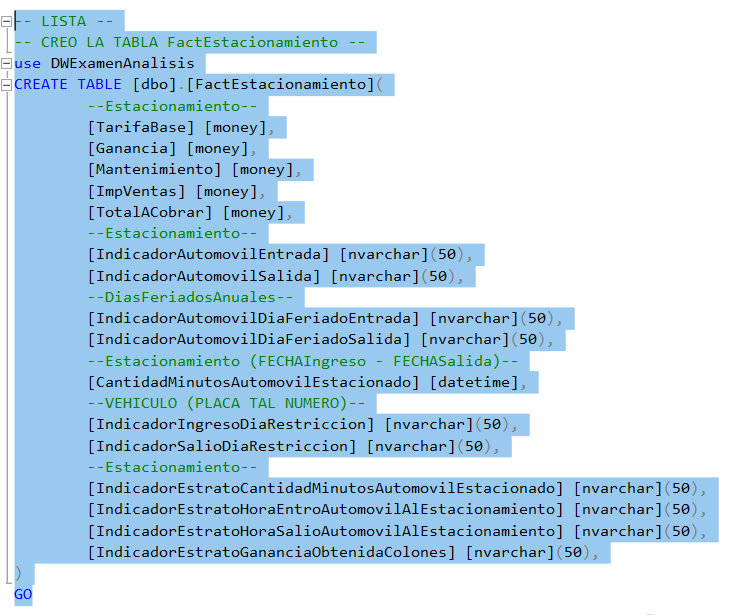 -- LISTA --
-- CREO LA TABLA FactEstacionamiento --
use DWExamenAnalisis
CREATE TABLE [dbo].[FactEstacionamiento](
--Estacionamiento--
[TarifaBase] [money],
[Ganancia] [money],
[Mantenimiento] [money],
[ImpVentas] [money],
[TotalACobrar] [money],
--Estacionamiento--
[IndicadorAutomovilEntrada] [nvarchar](50),
[IndicadorAutomovilSalida] [nvarchar](50),
--DiasFeriadosAnuales--
[IndicadorAutomovilDiaFeriadoEntrada] [nvarchar](50),
[IndicadorAutomovilDiaFeriadoSalida] [nvarchar](50),
--Estacionamiento (FECHAIngreso - FECHASalida)--
[CantidadMinutosAutomovilEstacionado] [datetime],
--VEHICULO (PLACA TAL NUMERO)--
[IndicadorIngresoDiaRestriccion] [nvarchar](50),
[IndicadorSalioDiaRestriccion] [nvarchar](50),
--Estacionamiento--
[IndicadorEstratoCantidadMinutosAutomovilEstacionado] [nvarchar](50),
[IndicadorEstratoHoraEntroAutomovilAlEstacionamiento] [nvarchar](50),
[IndicadorEstratoHoraSalioAutomovilAlEstacionamiento] [nvarchar](50),
[IndicadorEstratoGananciaObtenidaColones] [nvarchar](50),
)
GO